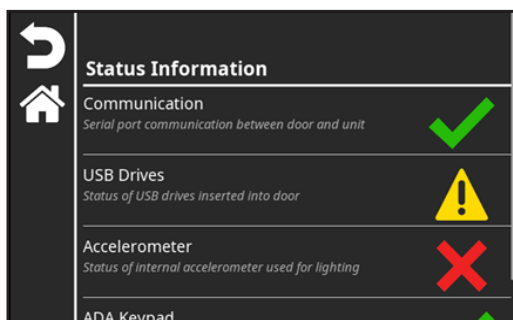 Status Information
Communication
Serial port communication between door and unit
USB Drives
Status of USB drives inserted into door
Accelerometer
Status of internal accelerometer used for lighting
ADA Keypad